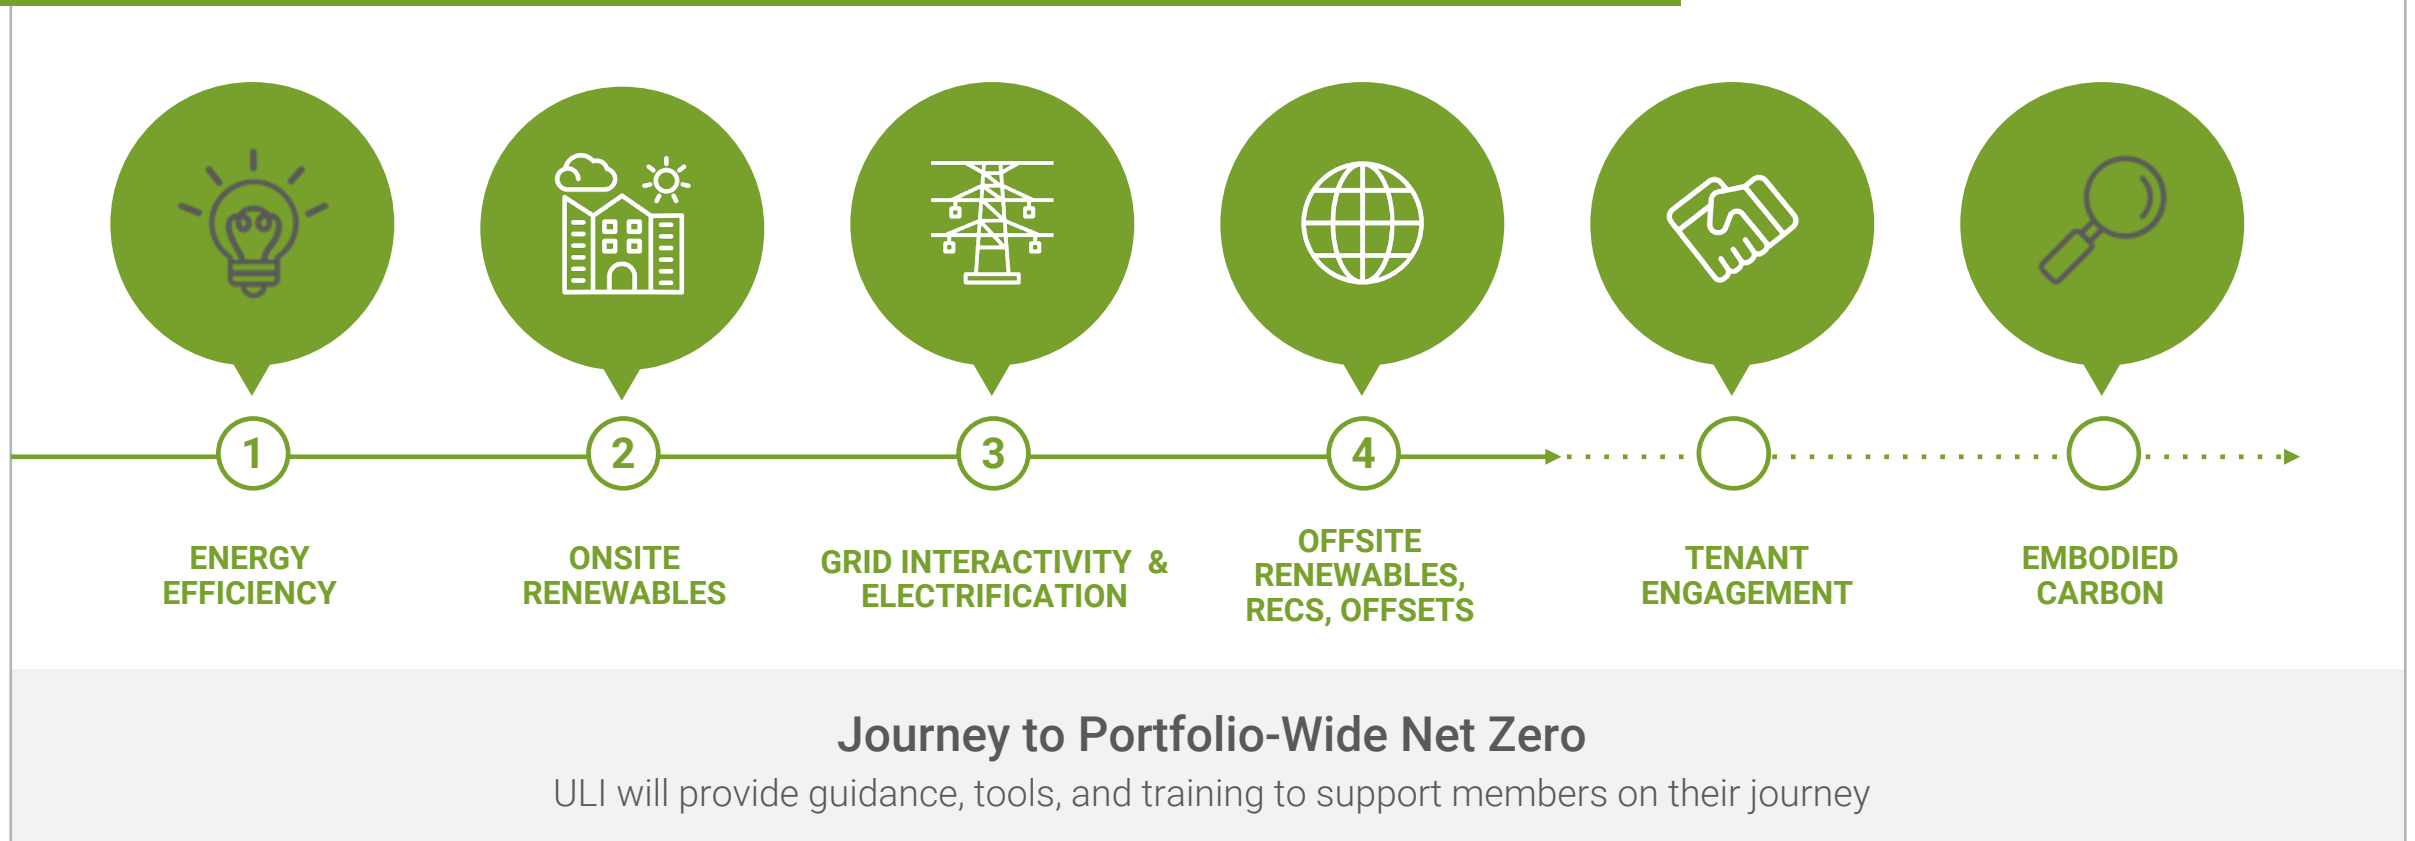 1
2
3
4
ENERGY
EFFICIENCY
ONSITE
RENEWABLES
GRID INTERACTIVITY &
ELECTRIFICATION
OFFSITE
RENEWABLES,
RECS, OFFSETS
TENANT
ENGAGEMENT
EMBODIED
CARBON
Journey to Portfolio-Wide Net Zero
ULI will provide guidance, tools, and training to support members on their journey